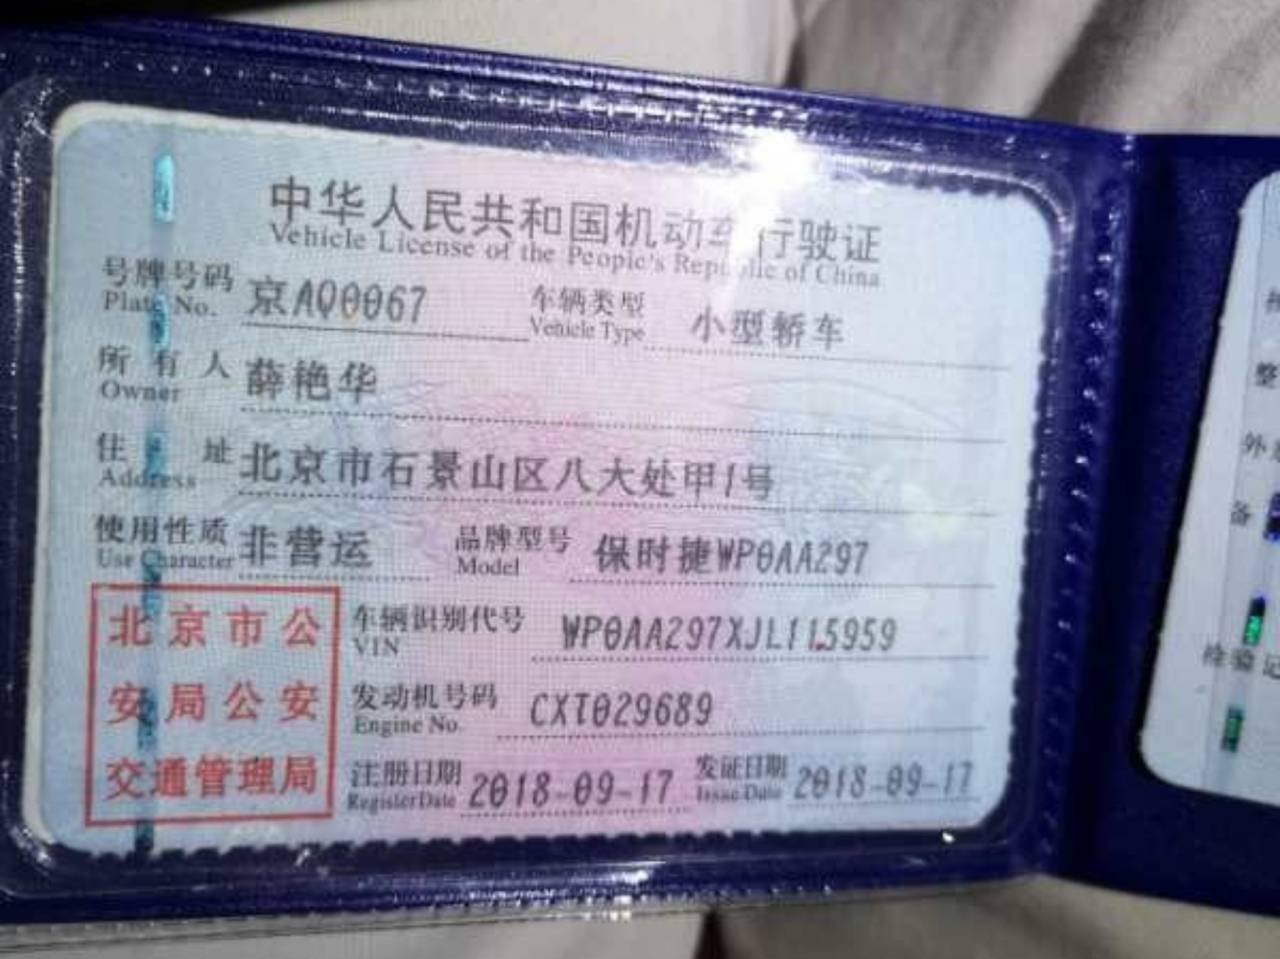 中华人民共和国机动车行驶证
Vehicle License of the People's Republic of China
号牌号码 京AQ0067 车辆类型 小型轿车
Plate No. Vehicle Type
所有人 薛艳华
Owner
住址 北京市石景山区八大处甲1号
Address
使用性质 非营运 品牌型号 保时捷WP0AA297
Use Character Model
北京市公 车辆识别代号 WP0AA297XJL115959
VIN
安局公安 发动机号码 CXT029689
Engine No.
交通管理局 注册日期 2018-09-17 发证日期 2018-09-17
Register Date Issue Date
整
外
备
检验记